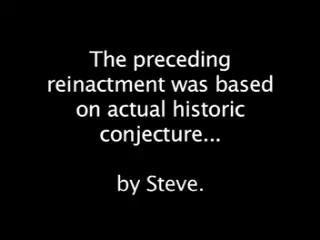 The preceding
reinactment was based
on actual historic
conjecture...
by Steve.